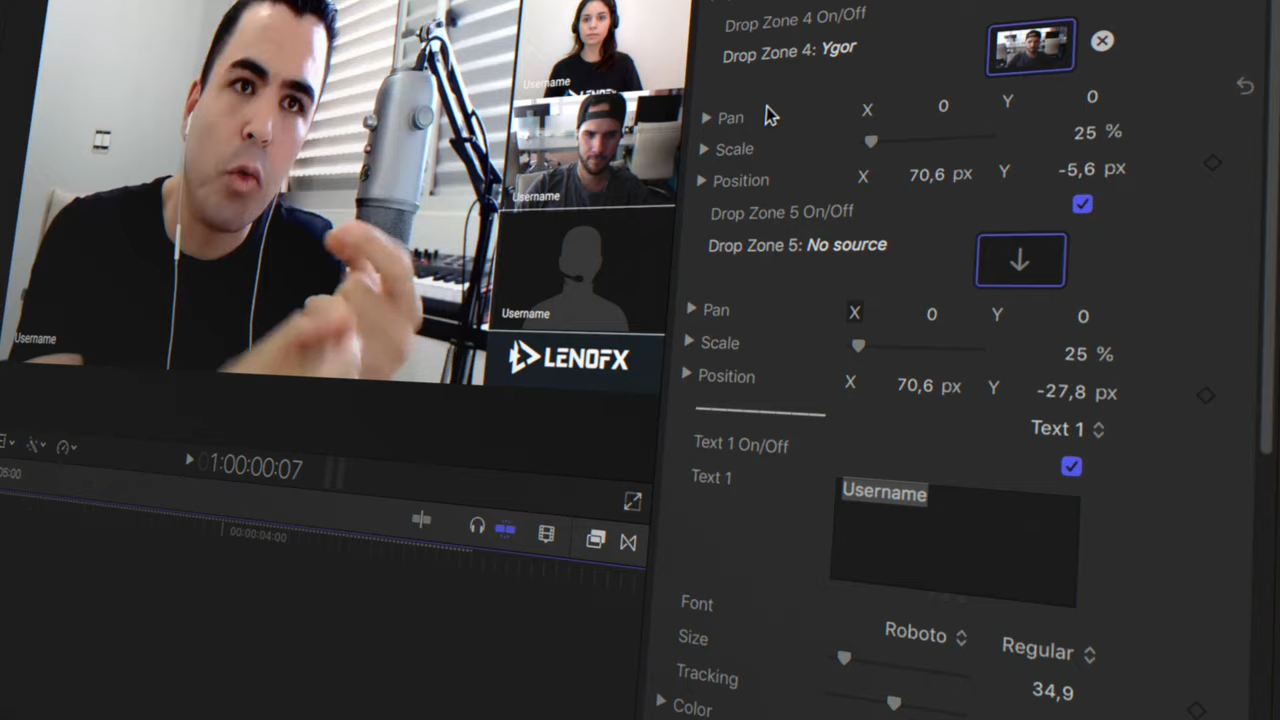 Username
Username
Username
Username
LENOFX
1:00:00:07
05:00
00:00:04:00
Drop Zone 4 On/Off
Drop Zone 4: Ygor
Pan X 0 Y 0
Scale 25 %
Position X 70,6 px Y -5,6 px
Drop Zone 5 On/Off
Drop Zone 5: No source
Pan X 0 Y 0
Scale 25 %
Position X 70,6 px Y -27,8 px
Text 1
Text 1 On/Off
Text 1
Username
Font Roboto Regular
Size 34,9
Tracking
Color